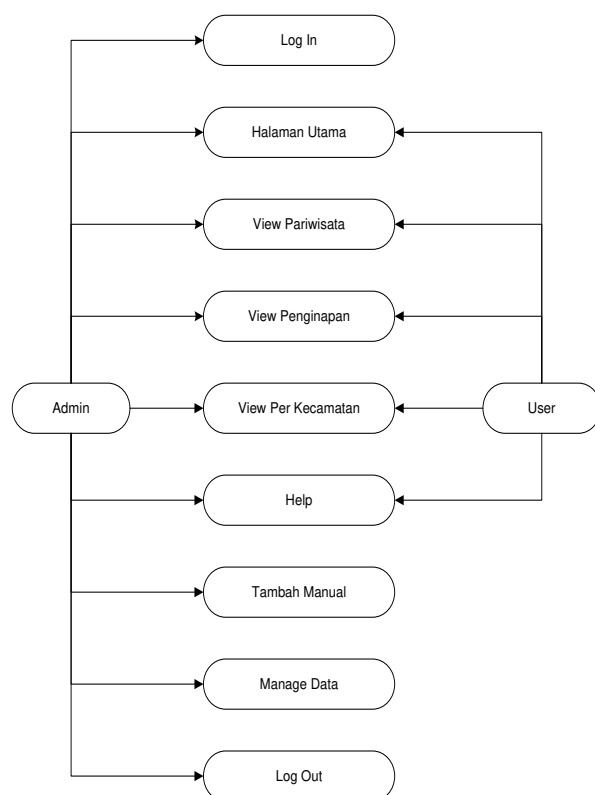 Log In
Halaman Utama
View Pariwisata
View Penginapan
Admin
View Per Kecamatan
User
Help
Tambah Manual
Manage Data
Log Out